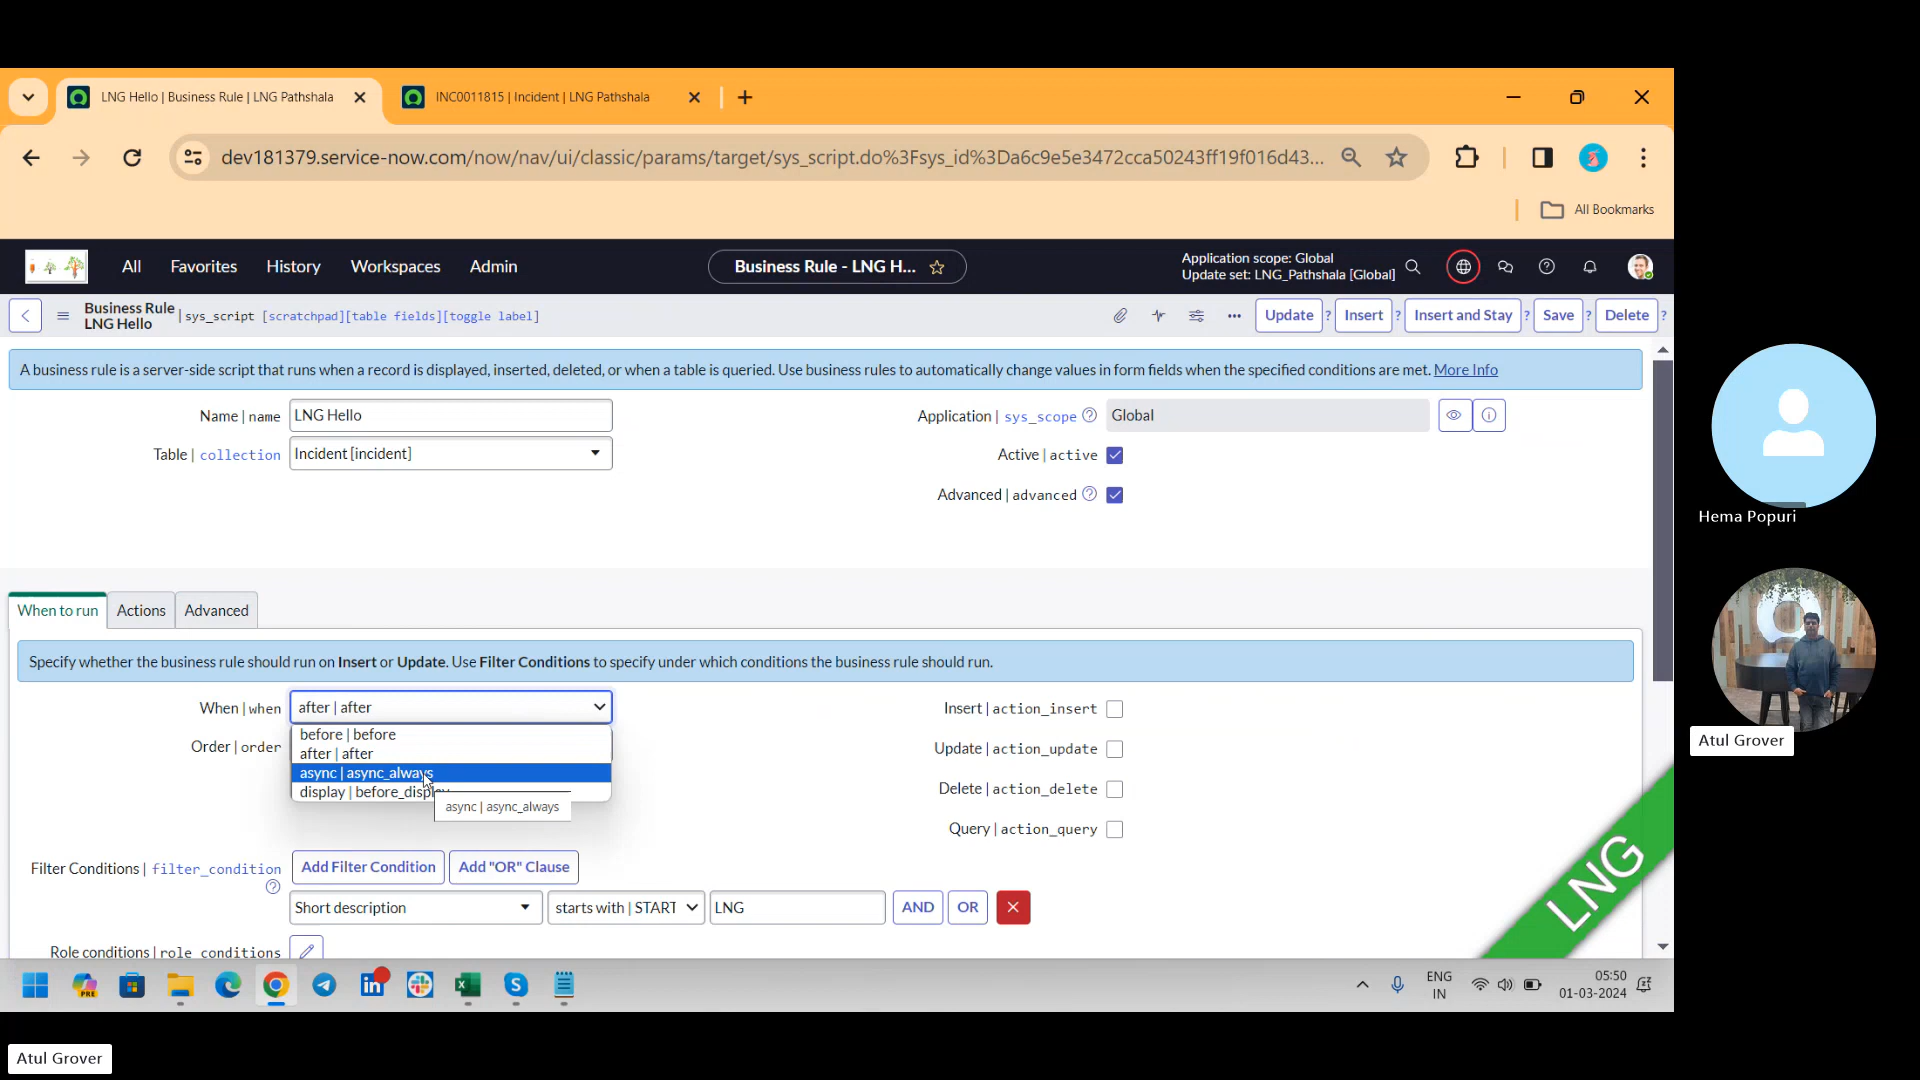 LNG Hello | Business Rule | LNG Pathshala
INC0011815 | Incident | LNG Pathshala
dev181379.service-now.com/now/nav/ui/classic/params/target/sys_script.do%3Fsys_id%3Da6c9e5e3472cca50243ff19f016d43...
All Bookmarks
All
Favorites
History
Workspaces
Admin
Business Rule - LNG H...
Application scope: Global
Update set: LNG_Pathshala [Global]
Business Rule
LNG Hello
sys_script [scratchpad][table fields][toggle label]
Update ?
Insert ?
Insert and Stay ?
Save ?
Delete ?
A business rule is a server-side script that runs when a record is displayed, inserted, deleted, or when a table is queried. Use business rules to automatically change values in form fields when the specified conditions are met. More Info
Name | name
LNG Hello
Application | sys_scope
Global
Table | collection
Incident [incident]
Active | active
Advanced | advanced
When to run
Actions
Advanced
Specify whether the business rule should run on Insert or Update. Use Filter Conditions to specify under which conditions the business rule should run.
When | when
after | after
before | before
after | after
async | async_always
display | before_display
async | async_always
Order | order
Insert | action_insert
Update | action_update
Delete | action_delete
Query | action_query
Filter Conditions | filter_condition
Add Filter Condition
Add "OR" Clause
Short description
starts with | START
LNG
AND
OR
Role conditions | role_conditions
LNG
PRE
ENG
IN
05:50
01-03-2024
Hema Popuri
Atul Grover
Atul Grover